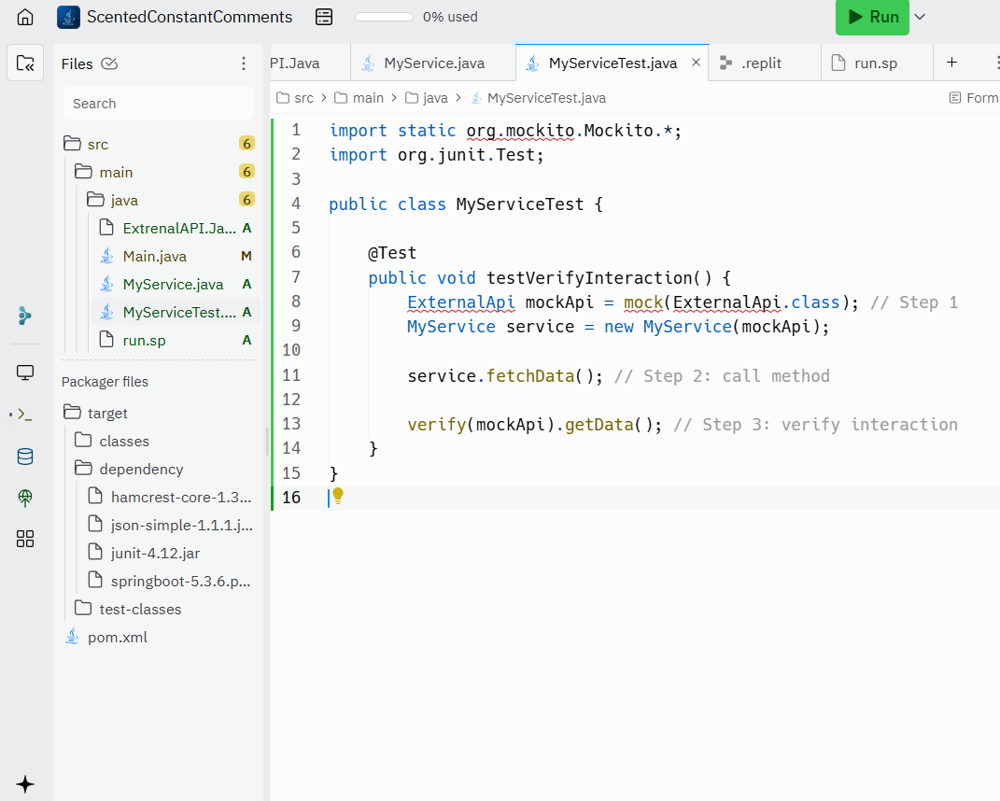 ScentedConstantComments 0% used Run
Files PI.Java MyService.java MyServiceTest.java × .replit run.sp +
Search
src > main > java > MyServiceTest.java Form
src 6
main 6
java 6
ExtrenalAPI.Ja... A
Main.java M
MyService.java A
MyServiceTest.... A
run.sp A
Packager files
target
classes
dependency
hamcrest-core-1.3...
json-simple-1.1.1.j...
junit-4.12.jar
springboot-5.3.6.p...
test-classes
pom.xml
1 import static org.mockito.Mockito.*;
2 import org.junit.Test;
3
4 public class MyServiceTest {
5
6 @Test
7 public void testVerifyInteraction() {
8 ExternalApi mockApi = mock(ExternalApi.class); // Step 1
9 MyService service = new MyService(mockApi);
10
11 service.fetchData(); // Step 2: call method
12
13 verify(mockApi).getData(); // Step 3: verify interaction
14 }
15 }
16